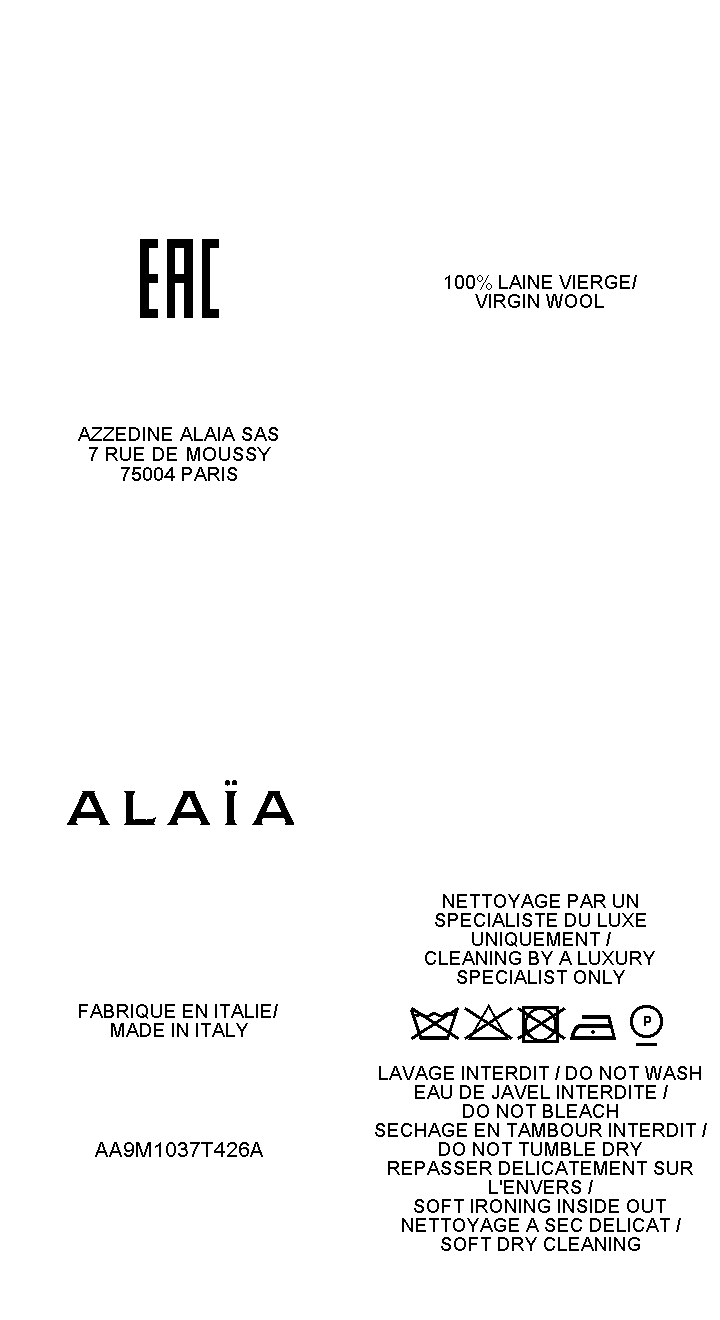 EAC
100% LAINE VIERGE/
VIRGIN WOOL
AZZEDINE ALAIA SAS
7 RUE DE MOUSSY
75004 PARIS
ALAÏA
FABRIQUE EN ITALIE/
MADE IN ITALY
AA9M1037T426A
NETTOYAGE PAR UN
SPECIALISTE DU LUXE
UNIQUEMENT /
CLEANING BY A LUXURY
SPECIALIST ONLY
P
LAVAGE INTERDIT / DO NOT WASH
EAU DE JAVEL INTERDITE /
DO NOT BLEACH
SECHAGE EN TAMBOUR INTERDIT /
DO NOT TUMBLE DRY
REPASSER DELICATEMENT SUR
L'ENVERS /
SOFT IRONING INSIDE OUT
NETTOYAGE A SEC DELICAT /
SOFT DRY CLEANING